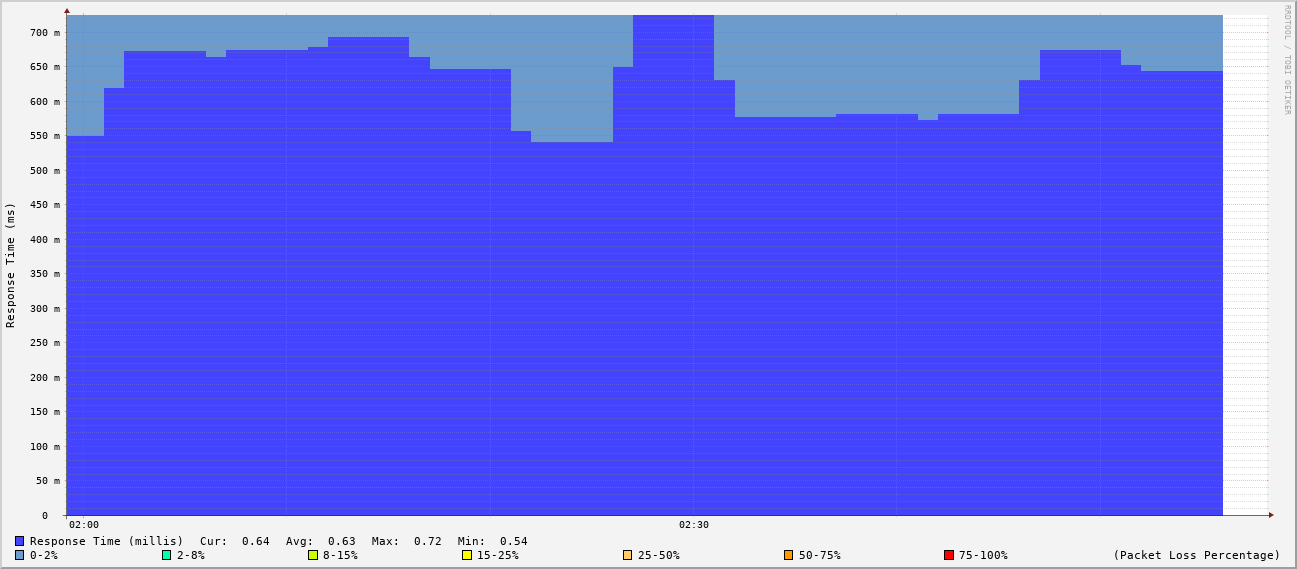 RRDTOOL / TOBI OETIKER
Response Time (ms)
700 m
650 m
600 m
550 m
500 m
450 m
400 m
350 m
300 m
250 m
200 m
150 m
100 m
50 m
0
02:00 02:30
Response Time (millis) Cur: 0.64 Avg: 0.63 Max: 0.72 Min: 0.54
0-2% 2-8% 8-15% 15-25% 25-50% 50-75% 75-100% (Packet Loss Percentage)